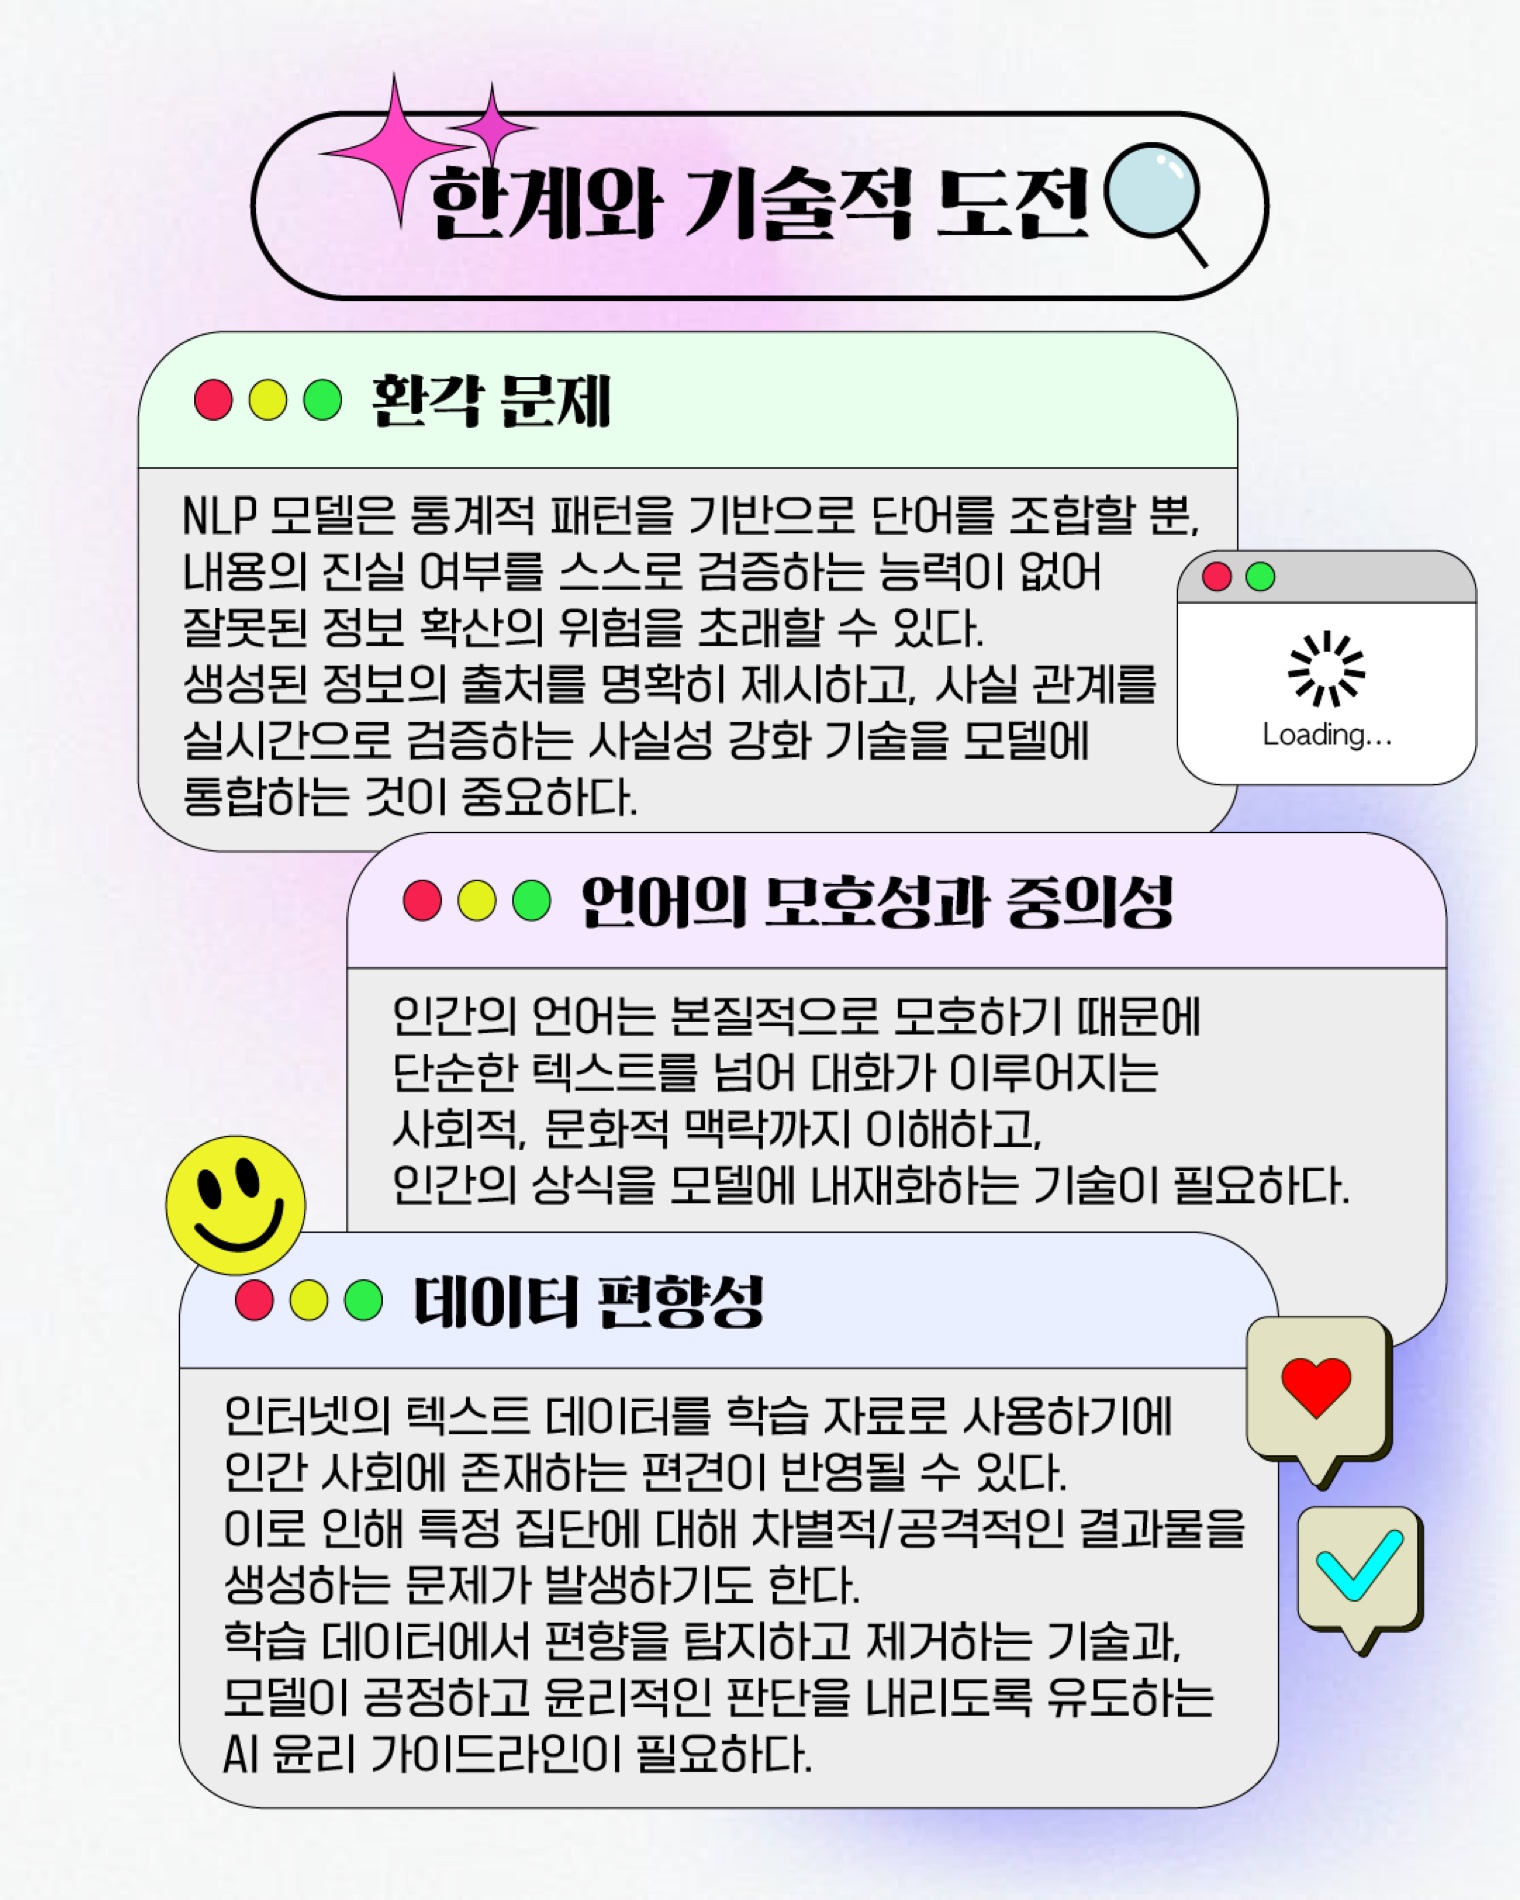 한계와 기술적 도전
환각 문제
NLP 모델은 통계적 패턴을 기반으로 단어를 조합할 뿐,
내용의 진실 여부를 스스로 검증하는 능력이 없어
잘못된 정보 확산의 위험을 초래할 수 있다.
생성된 정보의 출처를 명확히 제시하고, 사실 관계를
실시간으로 검증하는 사실성 강화 기술을 모델에
통합하는 것이 중요하다.
Loading...
언어의 모호성과 중의성
인간의 언어는 본질적으로 모호하기 때문에
단순한 텍스트를 넘어 대화가 이루어지는
사회적, 문화적 맥락까지 이해하고,
인간의 상식을 모델에 내재화하는 기술이 필요하다.
데이터 편향성
인터넷의 텍스트 데이터를 학습 자료로 사용하기에
인간 사회에 존재하는 편견이 반영될 수 있다.
이로 인해 특정 집단에 대해 차별적/공격적인 결과물을
생성하는 문제가 발생하기도 한다.
학습 데이터에서 편향을 탐지하고 제거하는 기술과,
모델이 공정하고 윤리적인 판단을 내리도록 유도하는
AI 윤리 가이드라인이 필요하다.